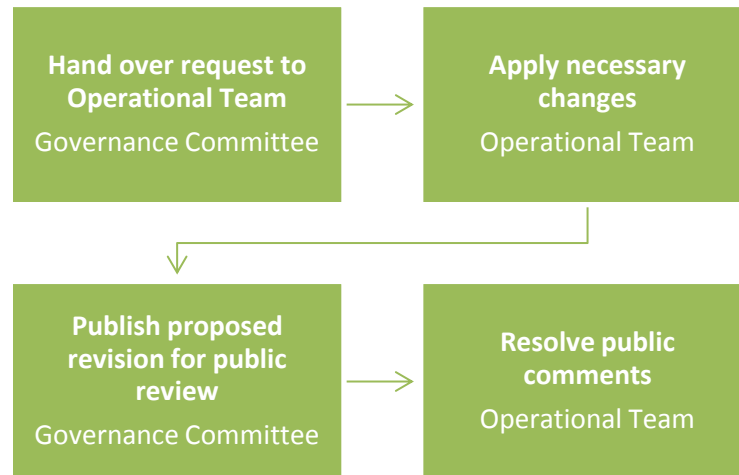 Hand over request to
Operational Team
Governance Committee
Apply necessary
changes
Operational Team
Publish proposed
revision for public
review
Governance Committee
Resolve public
comments
Operational Team